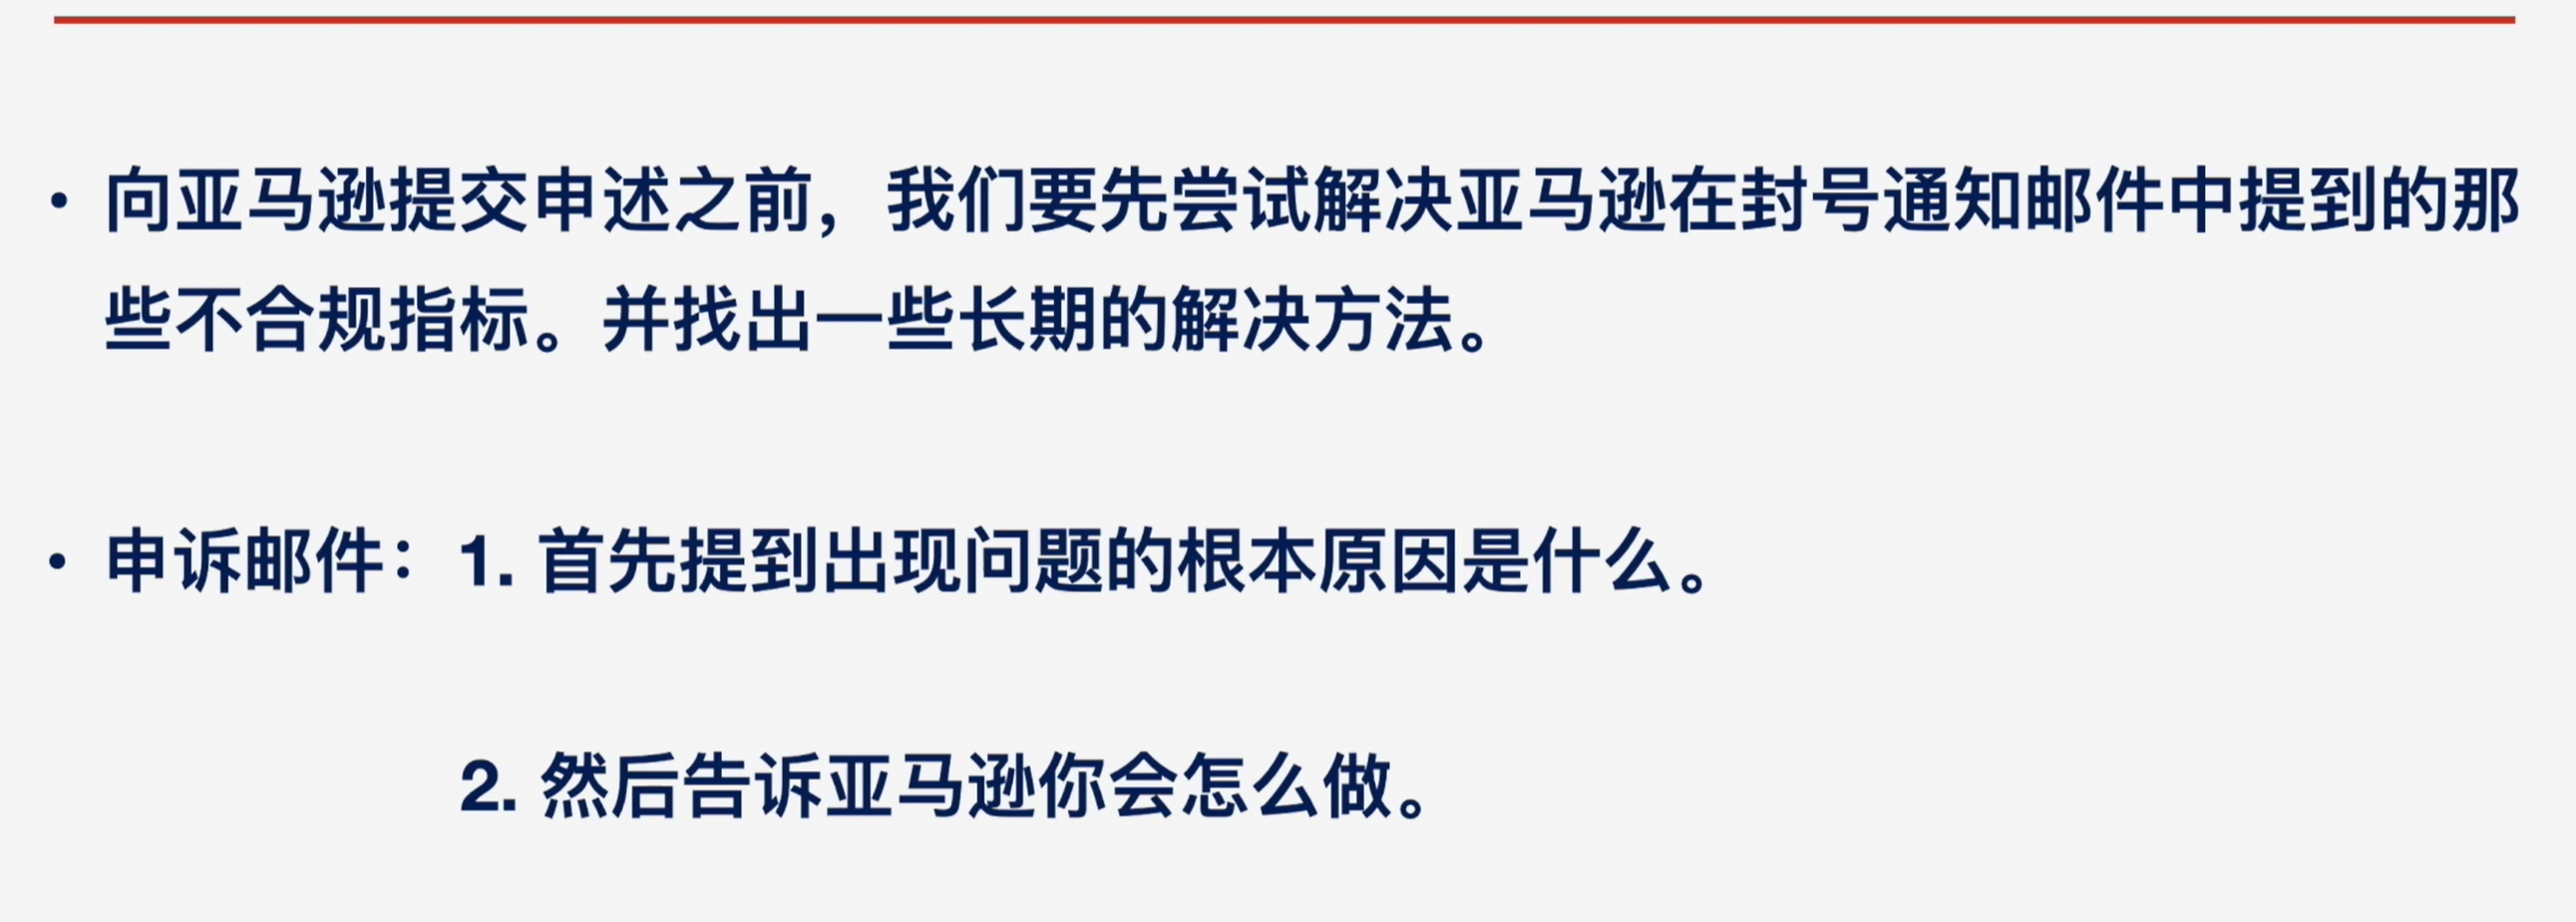 • 向亚马逊提交申述之前，我们要先尝试解决亚马逊在封号通知邮件中提到的那
些不合规指标。并找出一些长期的解决方法。
• 申诉邮件：1. 首先提到出现问题的根本原因是什么。
2. 然后告诉亚马逊你会怎么做。